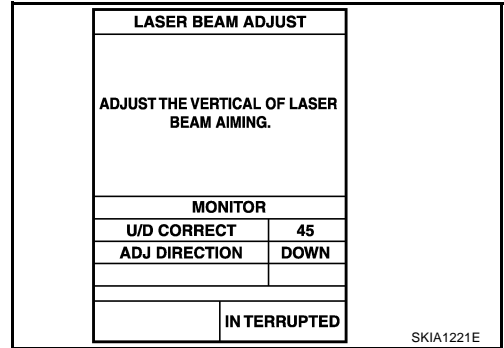 LASER BEAM ADJUST
ADJUST THE VERTICAL OF LASER
BEAM AIMING.
MONITOR
U/D CORRECT 45
ADJ DIRECTION DOWN
INTERRUPTED
SKIA1221E